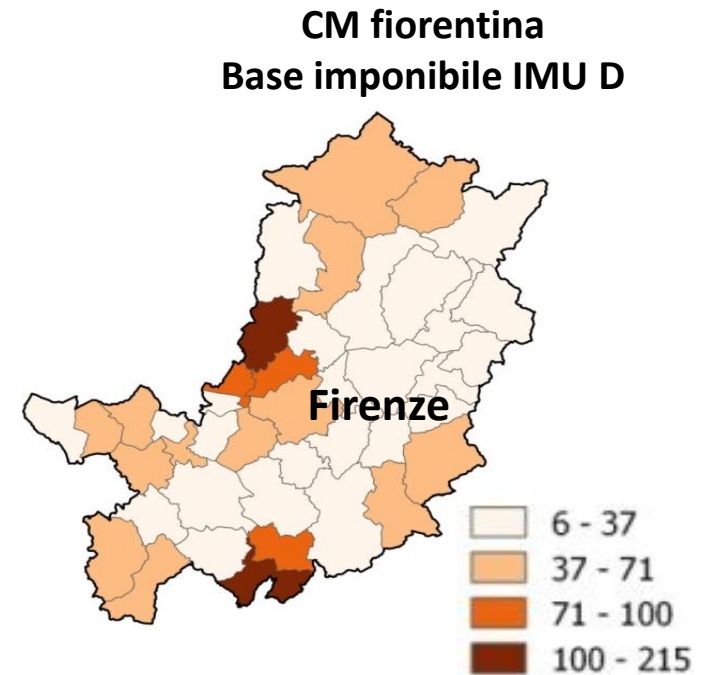 CM fiorentina
Base imponibile IMU D
Firenze
6 - 37
37 - 71
71 - 100
100 - 215